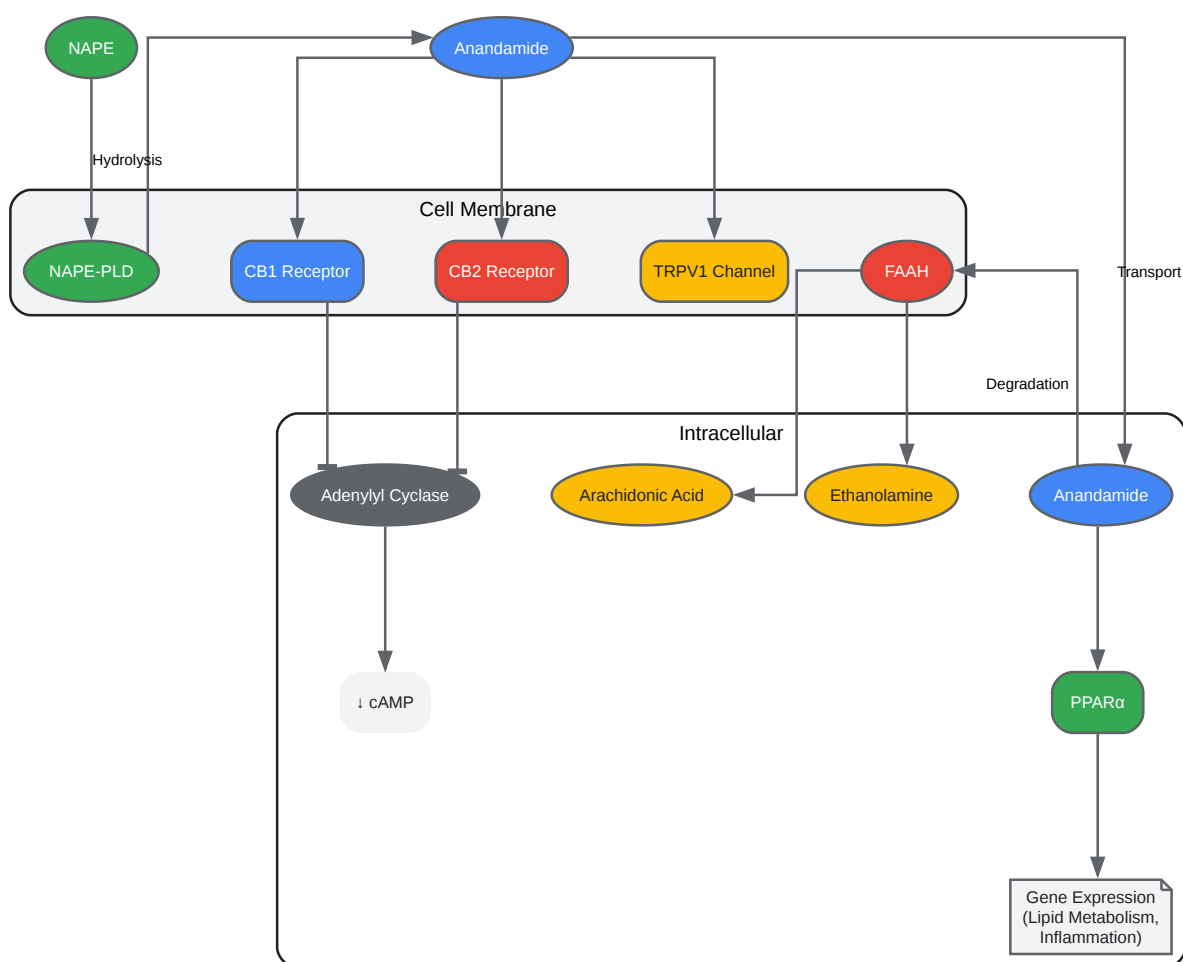 NAPE
Anandamide
Hydrolysis
Cell Membrane
NAPE-PLD
CB1 Receptor
CB2 Receptor
TRPV1 Channel
FAAH
Transport
Degradation
Intracellular
Adenylyl Cyclase
Arachidonic Acid
Ethanolamine
Anandamide
↓ cAMP
PPARα
Gene Expression
(Lipid Metabolism,
Inflammation)